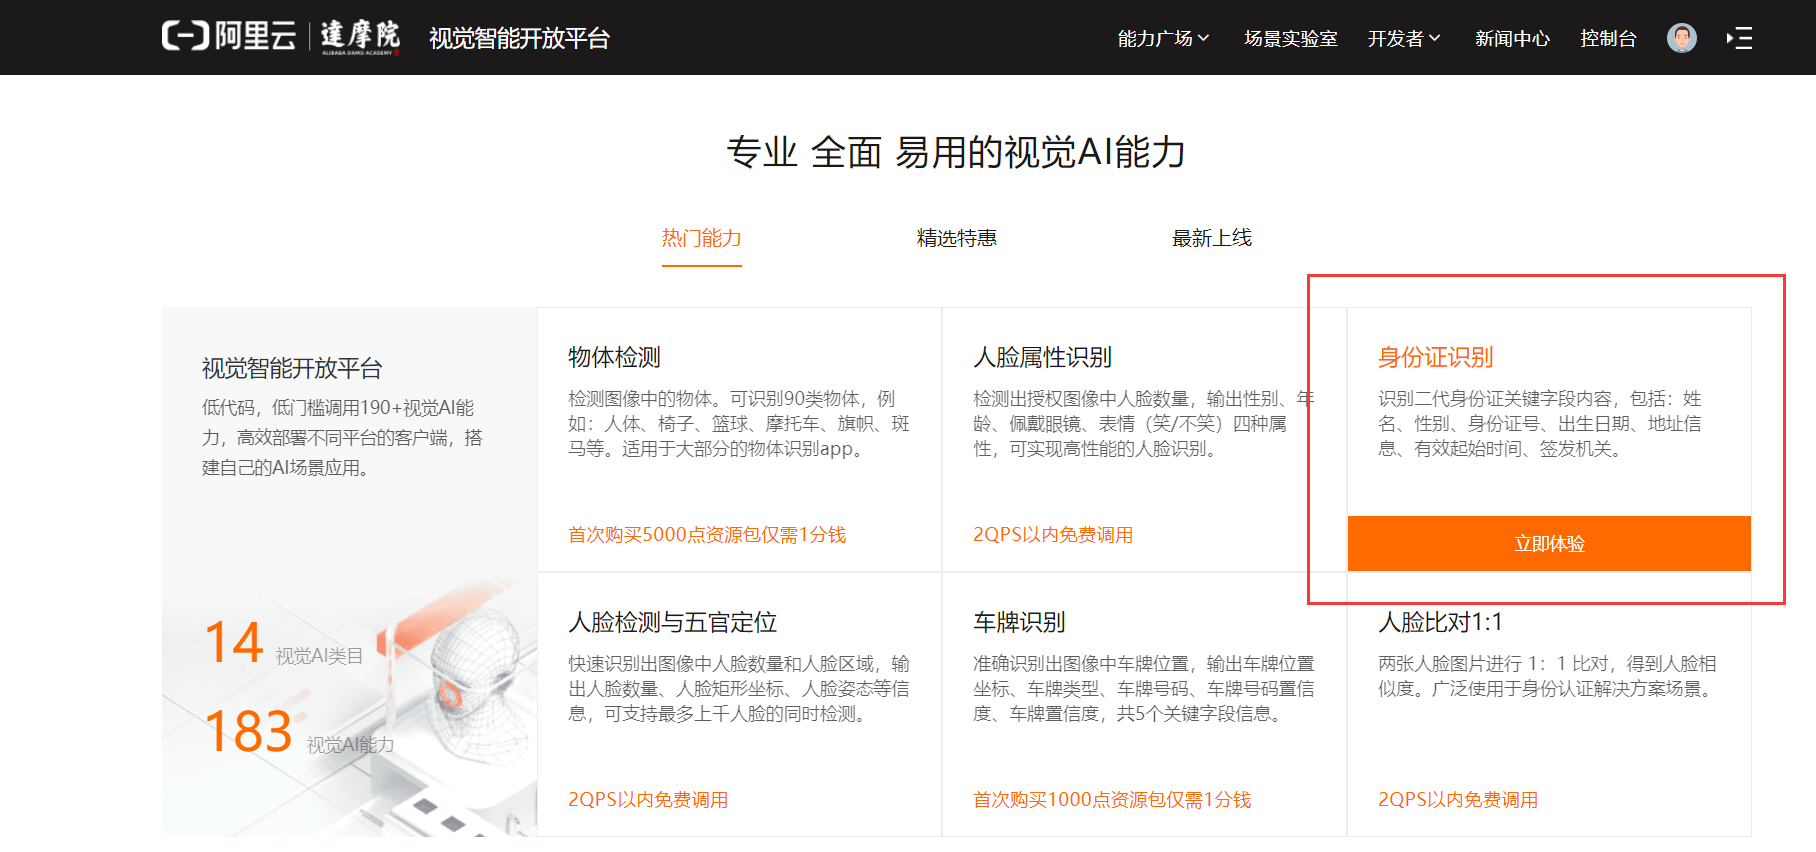 阿里云 達摩院 视觉智能开放平台 能力广场 场景实验室 开发者 新闻中心 控制台
ALIBABA DAMO ACADEMY
专业 全面 易用的视觉AI能力
热门能力 精选特惠 最新上线
视觉智能开放平台
低代码，低门槛调用190+视觉AI能
力，高效部署不同平台的客户端，搭
建自己的AI场景应用。
14 视觉AI类目
183 视觉AI能力
物体检测
检测图像中的物体。可识别90类物体，例
如：人体、椅子、篮球、摩托车、旗帜、斑
马等。适用于大部分的物体识别app。
首次购买5000点资源包仅需1分钱
人脸属性识别
检测出授权图像中人脸数量，输出性别、年
龄、佩戴眼镜、表情（笑/不笑）四种属
性，可实现高性能的人脸识别。
2QPS以内免费调用
身份证识别
识别二代身份证关键字段内容，包括：姓
名、性别、身份证号、出生日期、地址信
息、有效起始时间、签发机关。
立即体验
人脸检测与五官定位
快速识别出图像中人脸数量和人脸区域，输
出人脸数量、人脸矩形坐标、人脸姿态等信
息，可支持最多上千人脸的同时检测。
2QPS以内免费调用
车牌识别
准确识别出图像中车牌位置，输出车牌位置
坐标、车牌类型、车牌号码、车牌号码置信
度、车牌置信度，共5个关键字段信息。
首次购买1000点资源包仅需1分钱
人脸比对1:1
两张人脸图片进行 1：1 比对，得到人脸相
似度。广泛使用于身份认证解决方案场景。
2QPS以内免费调用